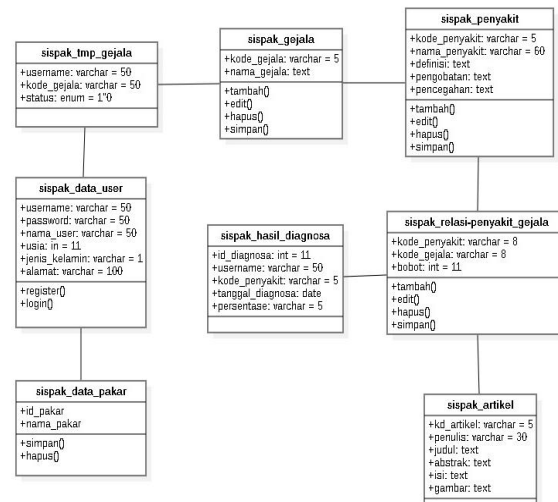 sispak_tmp_gejala
+username: varchar = 50
+kode_gejala: varchar = 50
+status: enum = 1"0
sispak_gejala
+kode_gejala: varchar = 5
+nama_gejala: text
+tambah()
+edit()
+hapus()
+simpan()
sispak_penyakit
+kode_penyakit: varchar = 5
+nama_penyakit: varchar = 60
+definisi: text
+pengobatan: text
+pencegahan: text
+tambah()
+edit()
+hapus()
+simpan()
sispak_data_user
+username: varchar = 50
+password: varchar = 50
+nama_user: varchar = 50
+usia: in = 11
+jenis_kelamin: varchar = 1
+alamat: varchar = 100
+register()
+login()
sispak_hasil_diagnosa
+id_diagnosa: int = 11
+username: varchar = 50
+kode_penyakit: varchar = 5
+tanggal_diagnosa: date
+persentase: varchar = 5
sispak_relasi-penyakit_gejala
+kode_penyakit: varchar = 8
+kode_gejala: varchar = 8
+bobot: int = 11
+tambah()
+edit()
+hapus()
+simpan()
sispak_data_pakar
+id_pakar
+nama_pakar
+simpan()
+hapus()
sispak_artikel
+kd_artikel: varchar = 5
+penulis: varchar = 30
+judul: text
+abstrak: text
+isi: text
+gambar: text